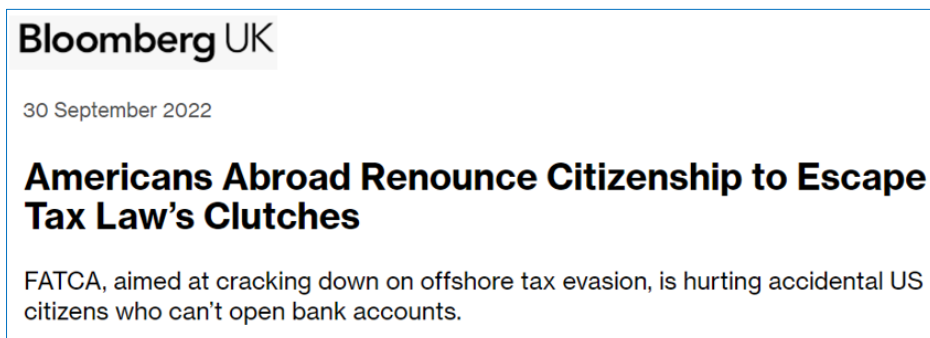 Bloomberg UK
30 September 2022
Americans Abroad Renounce Citizenship to Escape
Tax Law’s Clutches
FATCA, aimed at cracking down on offshore tax evasion, is hurting accidental US
citizens who can’t open bank accounts.